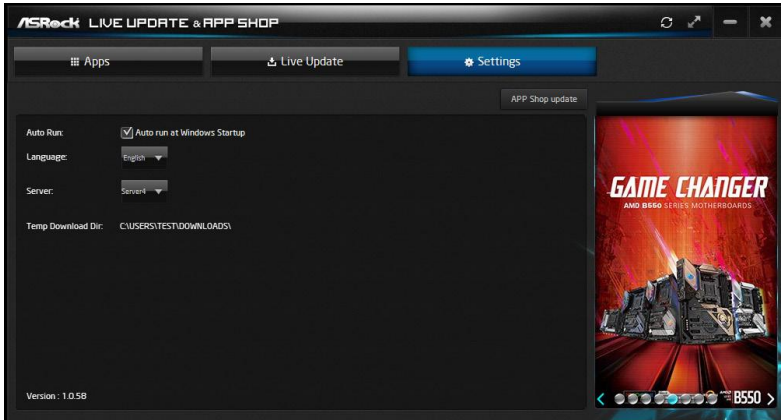 ASRock LIVE UPDATE & APP SHOP
Apps
Live Update
Settings
APP Shop update
Auto Run: Auto run at Windows Startup
Language: English
Server: Server4
Temp Download Dir: C:\USERS\TEST\DOWNLOADS\
Version : 1.0.58
GAME CHANGER
AMD B550 SERIES MOTHERBOARDS
B550